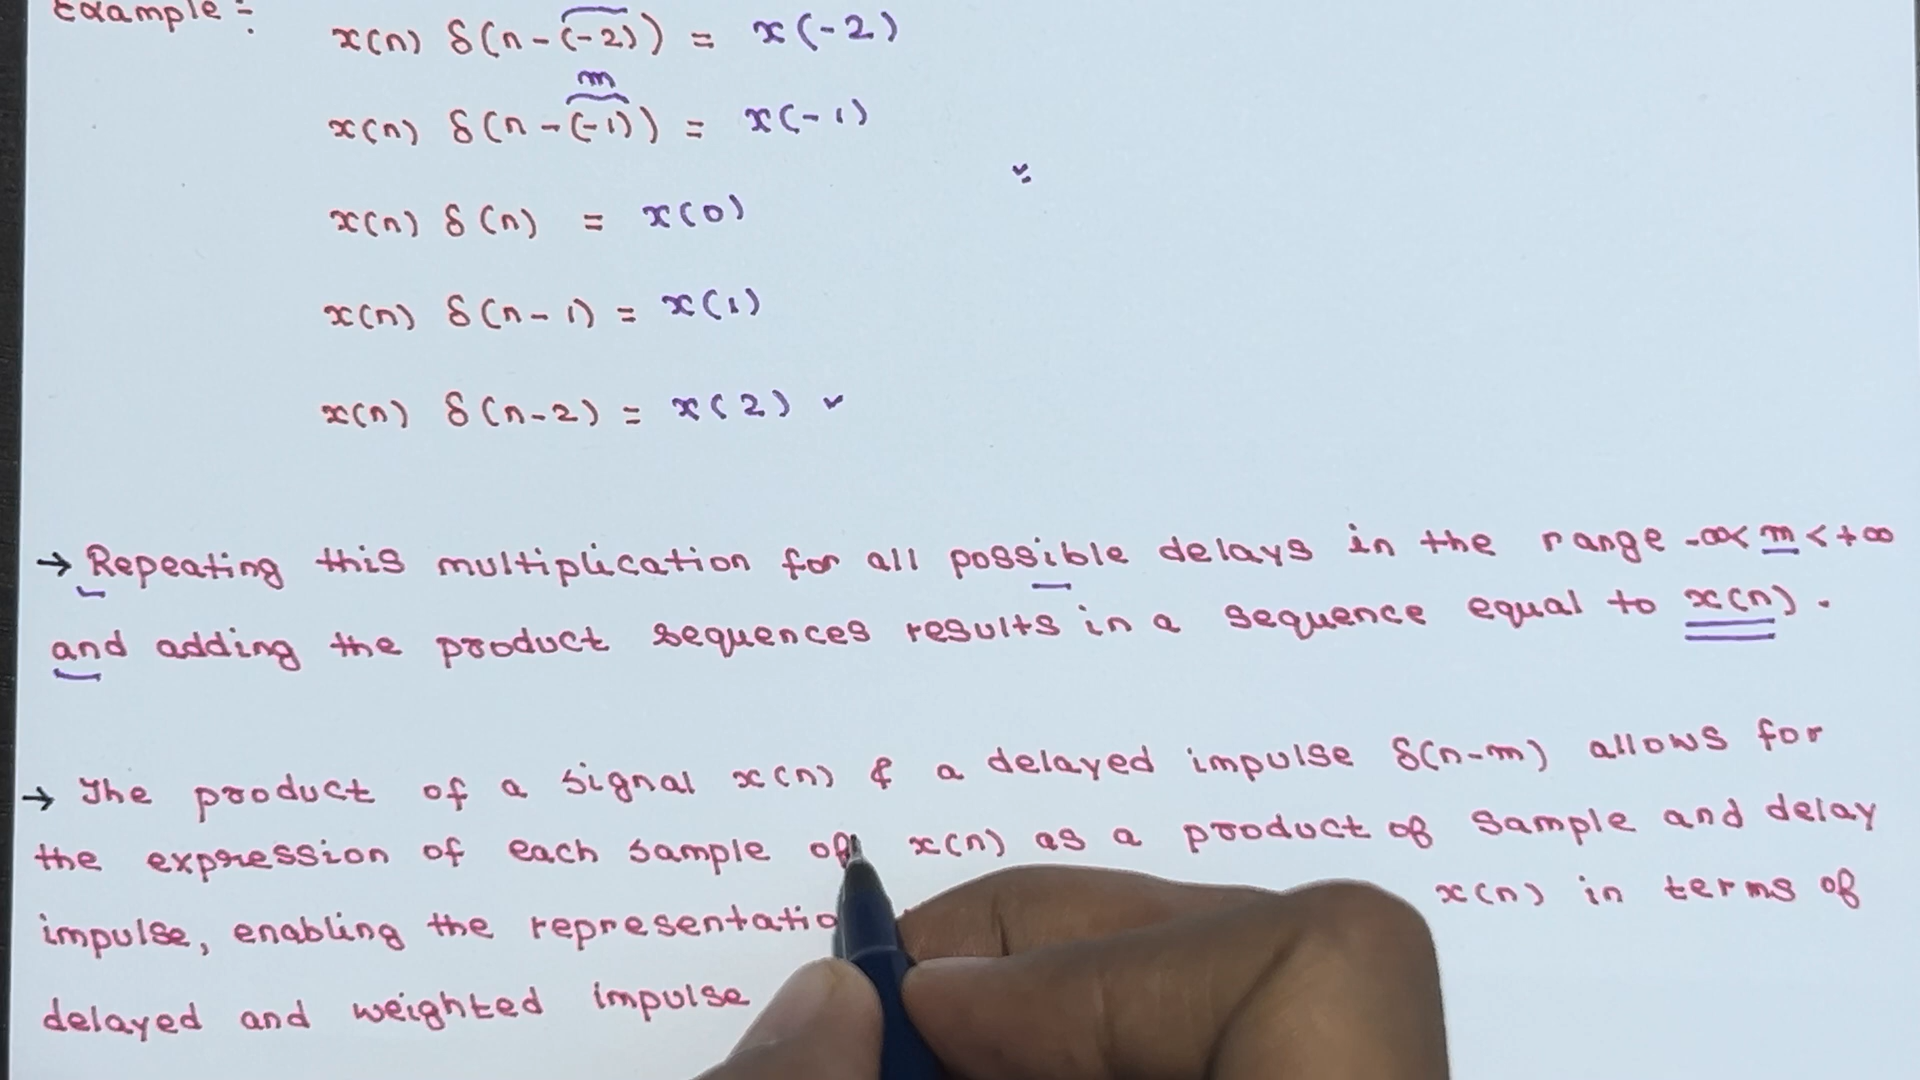 Example:-
x(n) δ(n-(-2)) = x(-2)
m
x(n) δ(n-(-1)) = x(-1)
x(n) δ(n) = x(0)
x(n) δ(n-1) = x(1)
x(n) δ(n-2) = x(2)
→ Repeating this multiplication for all possible delays in the range -∞<m<+∞
and adding the product sequences results in a sequence equal to x(n).
→ The product of a signal x(n) & a delayed impulse δ(n-m) allows for
the expression of each sample of x(n) as a product of sample and delay
impulse, enabling the x(n) in terms of
delayed and weighted impulse